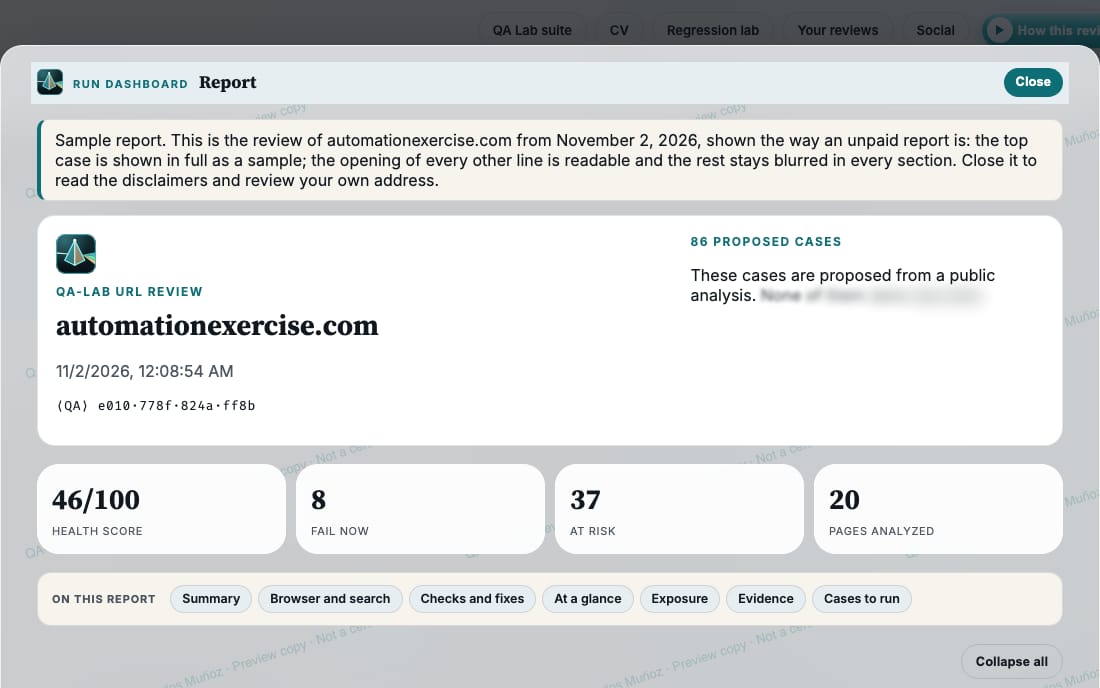 QA Lab suite
CV
Regression lab
Your reviews
Social
How this revi
RUN DASHBOARD Report
Close
Sample report. This is the review of automationexercise.com from November 2, 2026, shown the way an unpaid report is: the top
case is shown in full as a sample; the opening of every other line is readable and the rest stays blurred in every section. Close it to
read the disclaimers and review your own address.
QA-LAB URL REVIEW
automationexercise.com
11/2/2026, 12:08:54 AM
(QA) e010·778f·824a·ff8b
86 PROPOSED CASES
These cases are proposed from a public
analysis.
46/100
HEALTH SCORE
8
FAIL NOW
37
AT RISK
20
PAGES ANALYZED
ON THIS REPORT
Summary
Browser and search
Checks and fixes
At a glance
Exposure
Evidence
Cases to run
Collapse all
Muñoz · Preview copy · Not a